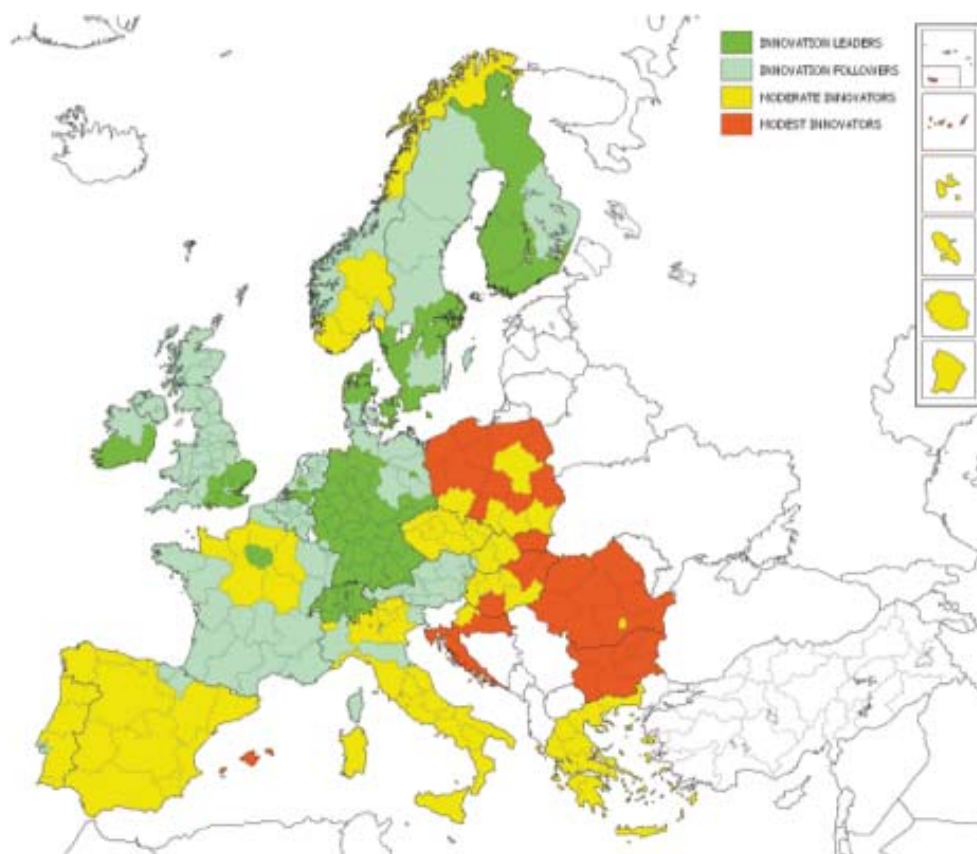 INNOVATION LEADERS
INNOVATION FOLLOWERS
MODERATE INNOVATORS
MODEST INNOVATORS